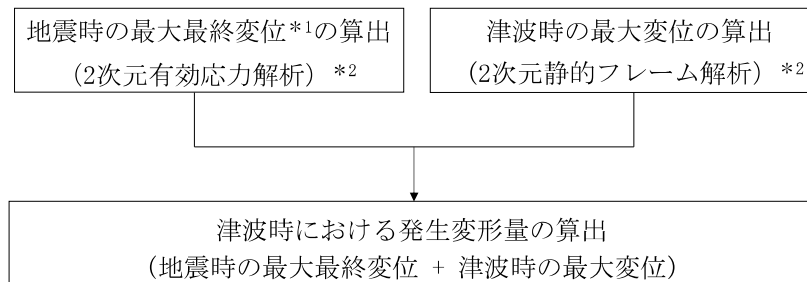 地震時の最大最終変位*1の算出
（2次元有効応力解析）*2
津波時の最大変位の算出
（2次元静的フレーム解析）*2
津波時における発生変形量の算出
（地震時の最大最終変位 + 津波時の最大変位）